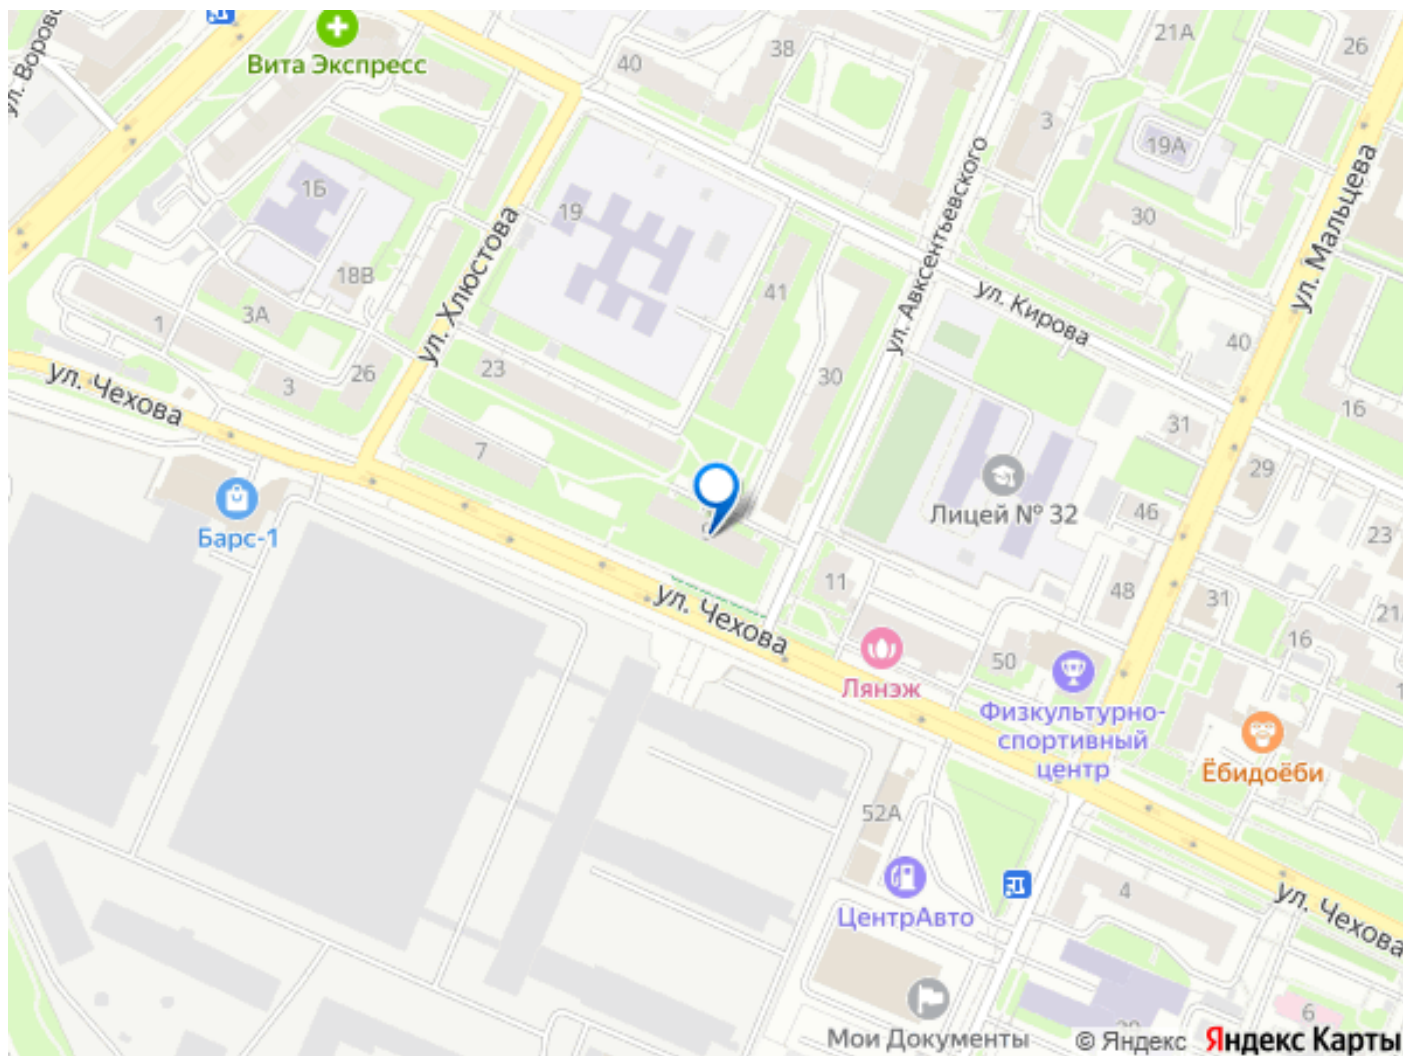 ул. Воровс
Вита Экспресс
40
38
21А
26
3
19А
1Б
19
30
ул. Авксентьевского
ул. Мальцева
18В
ул. Хлюстова
41
ул. Кирова
1
3А
40
ул. Чехова
3
26
23
30
16
31
7
29
Барс-1
Лицей № 32
46
23
9
ул. Чехова
11
48
31
21А
16
50
Лянэж
Физкультурно-
спортивный
центр
Ёбидоёби
52А
4
ул. Чехова
ЦентрАвто
6
Мои Документы
© Яндекс Яндекс Карты